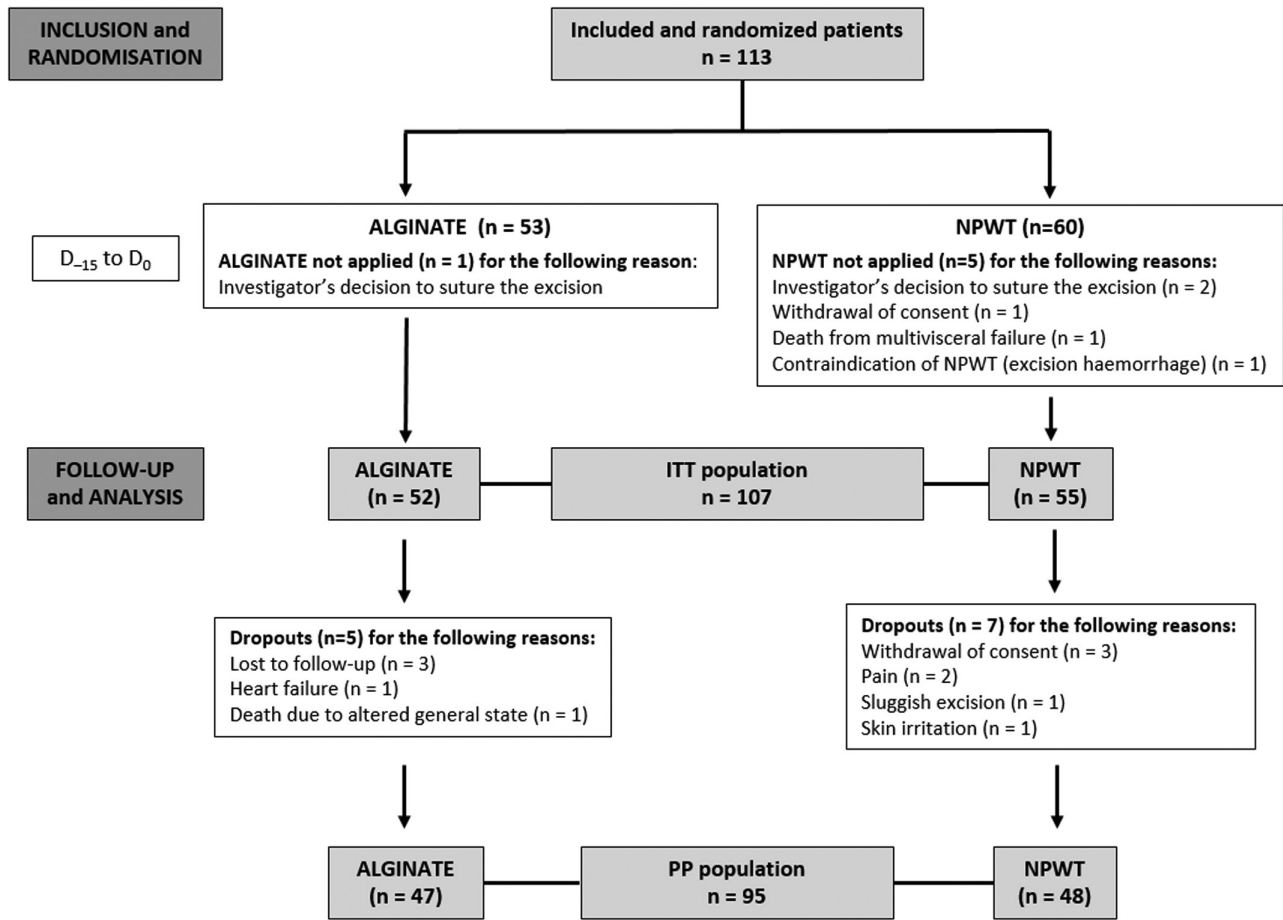 INCLUSION and
RANDOMISATION
Included and randomized patients
n = 113
D–15 to D0
ALGINATE (n = 53)
ALGINATE not applied (n = 1) for the following reason:
Investigator's decision to suture the excision
NPWT (n=60)
NPWT not applied (n=5) for the following reasons:
Investigator's decision to suture the excision (n = 2)
Withdrawal of consent (n = 1)
Death from multivisceral failure (n = 1)
Contraindication of NPWT (excision haemorrhage) (n = 1)
FOLLOW-UP
and ANALYSIS
ALGINATE
(n = 52)
ITT population
n = 107
NPWT
(n = 55)
Dropouts (n=5) for the following reasons:
Lost to follow-up (n = 3)
Heart failure (n = 1)
Death due to altered general state (n = 1)
Dropouts (n = 7) for the following reasons:
Withdrawal of consent (n = 3)
Pain (n = 2)
Sluggish excision (n = 1)
Skin irritation (n = 1)
ALGINATE
(n = 47)
PP population
n = 95
NPWT
(n = 48)